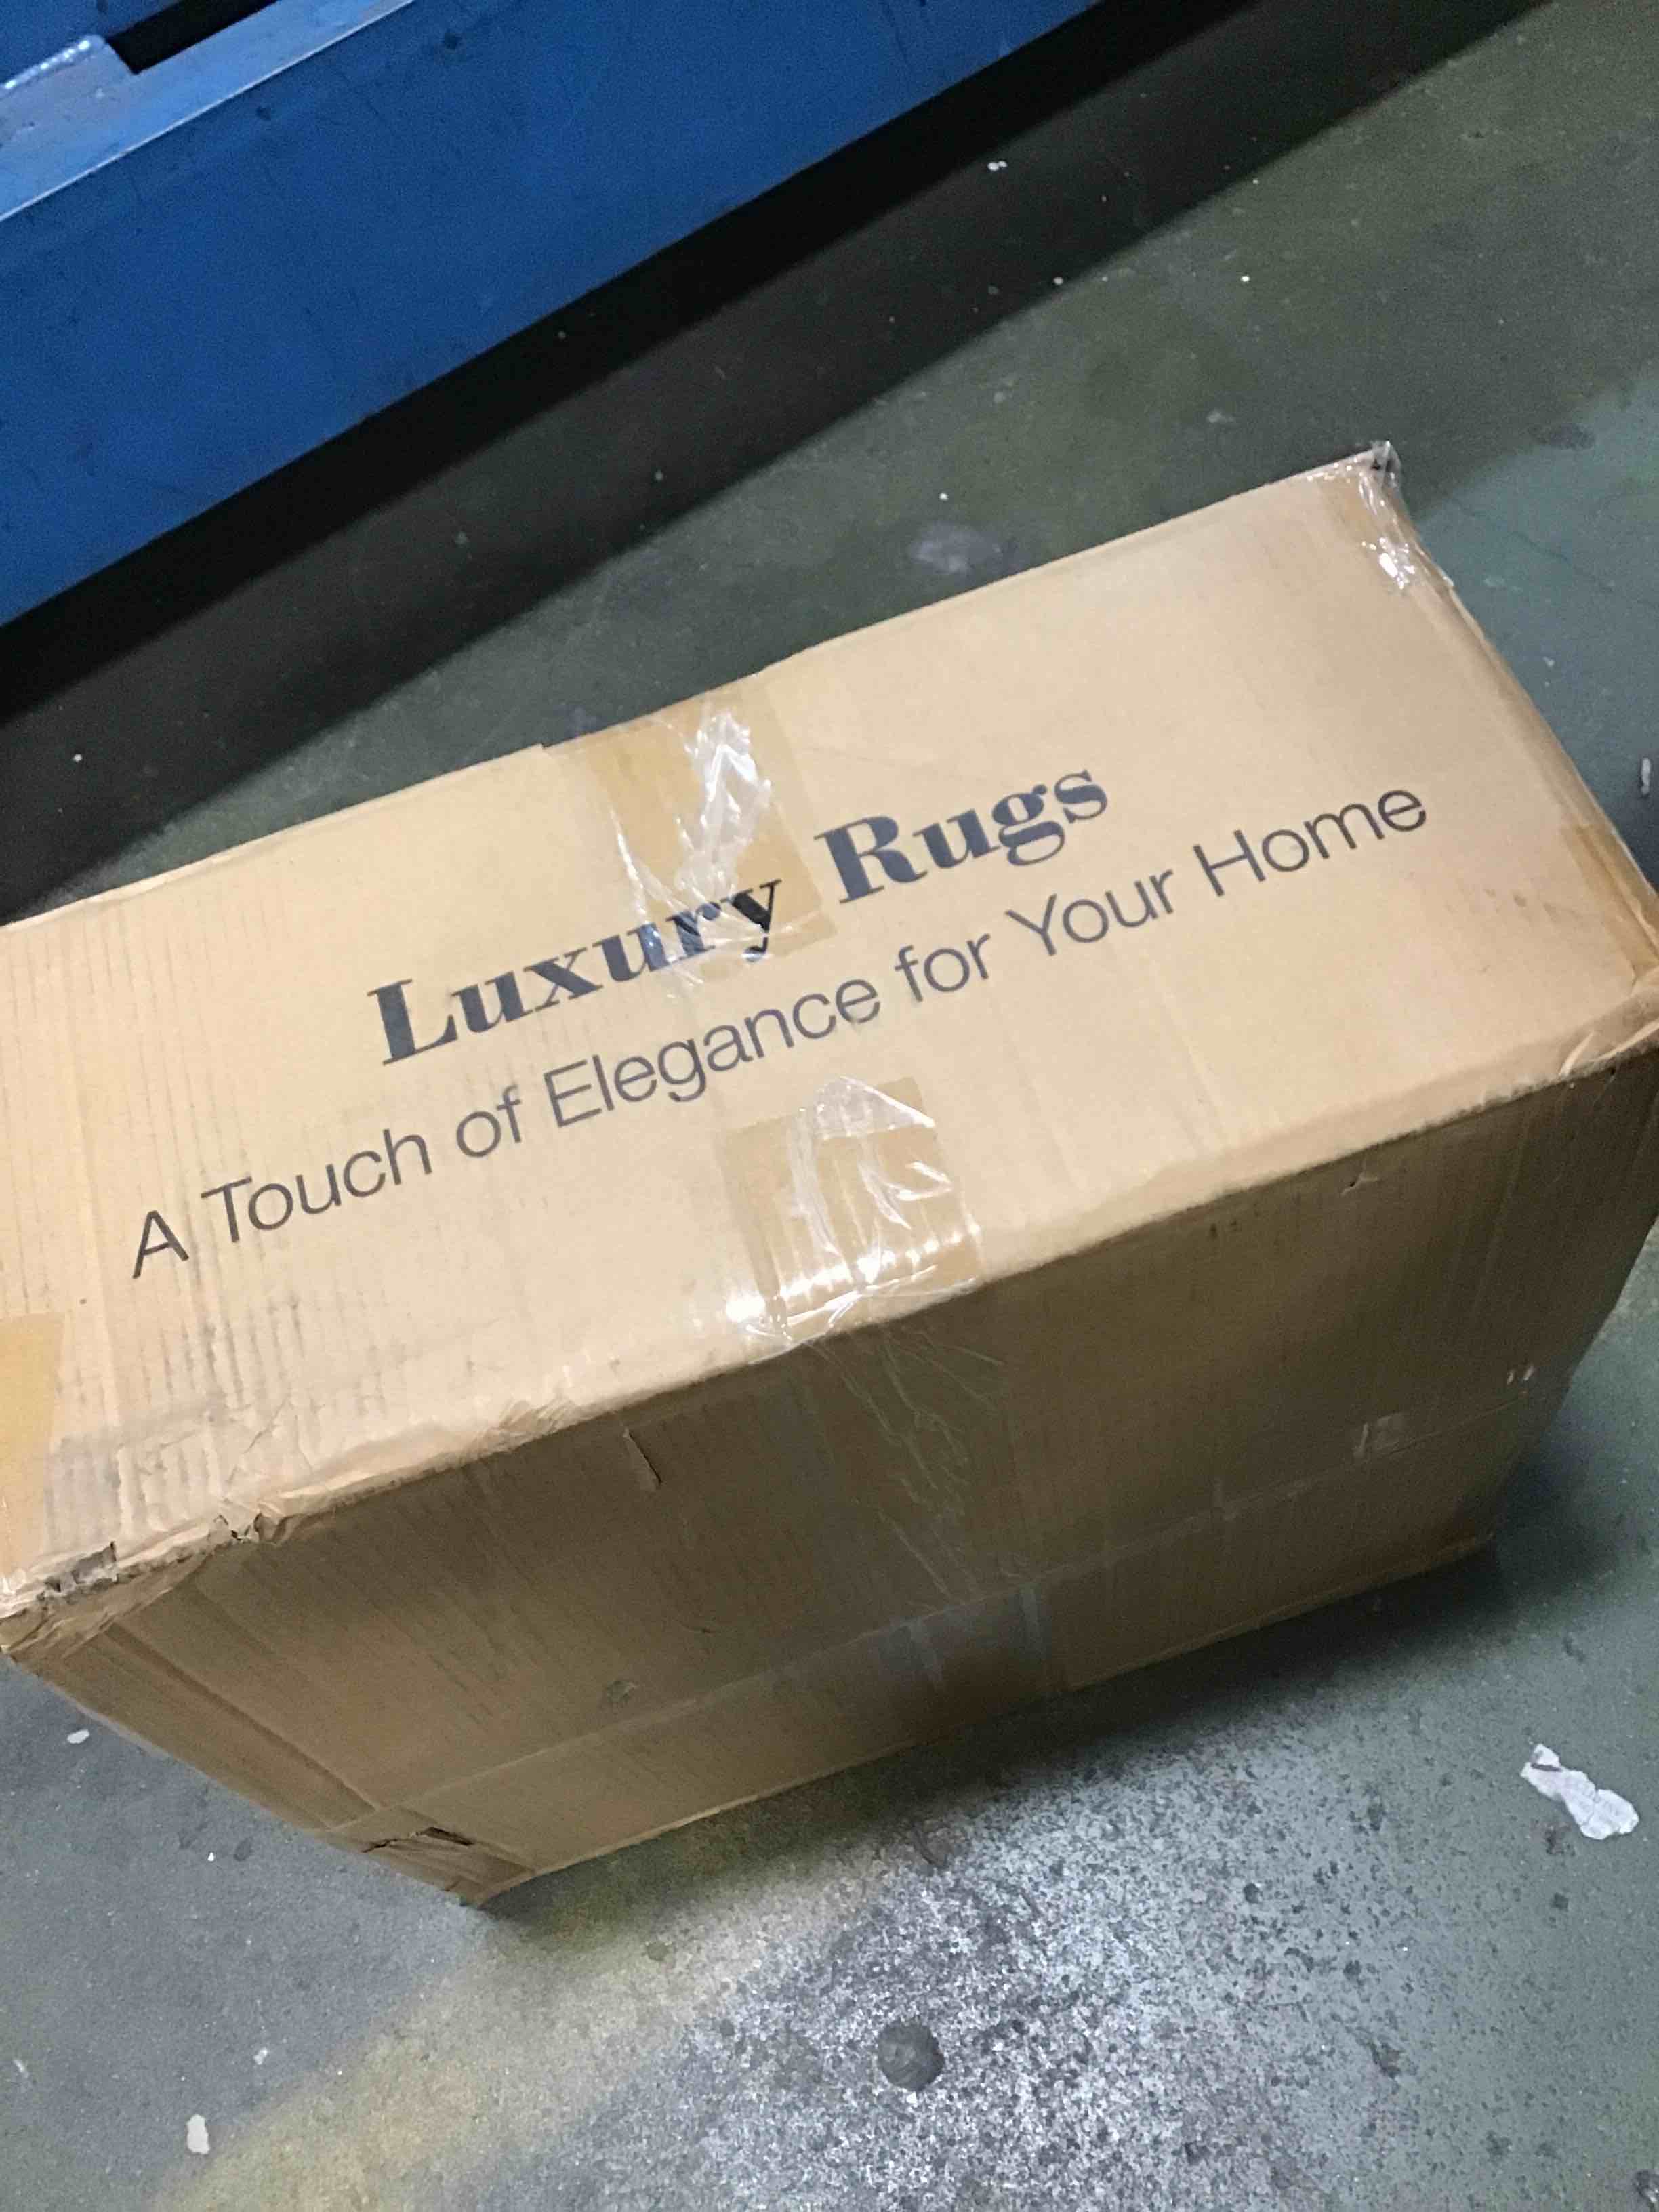 Luxury Rugs
A Touch of Elegance for Your Home